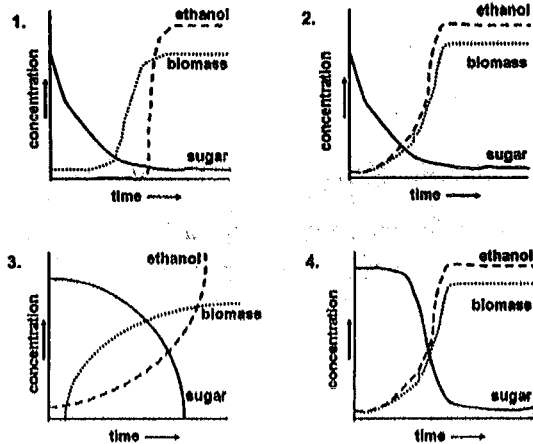 1.
ethanol
biomass
sugar
concentration
time
2.
ethanol
biomass
sugar
concentration
time
3.
ethanol
biomass
sugar
concentration
time
4.
ethanol
biomass
sugar
concentration
time